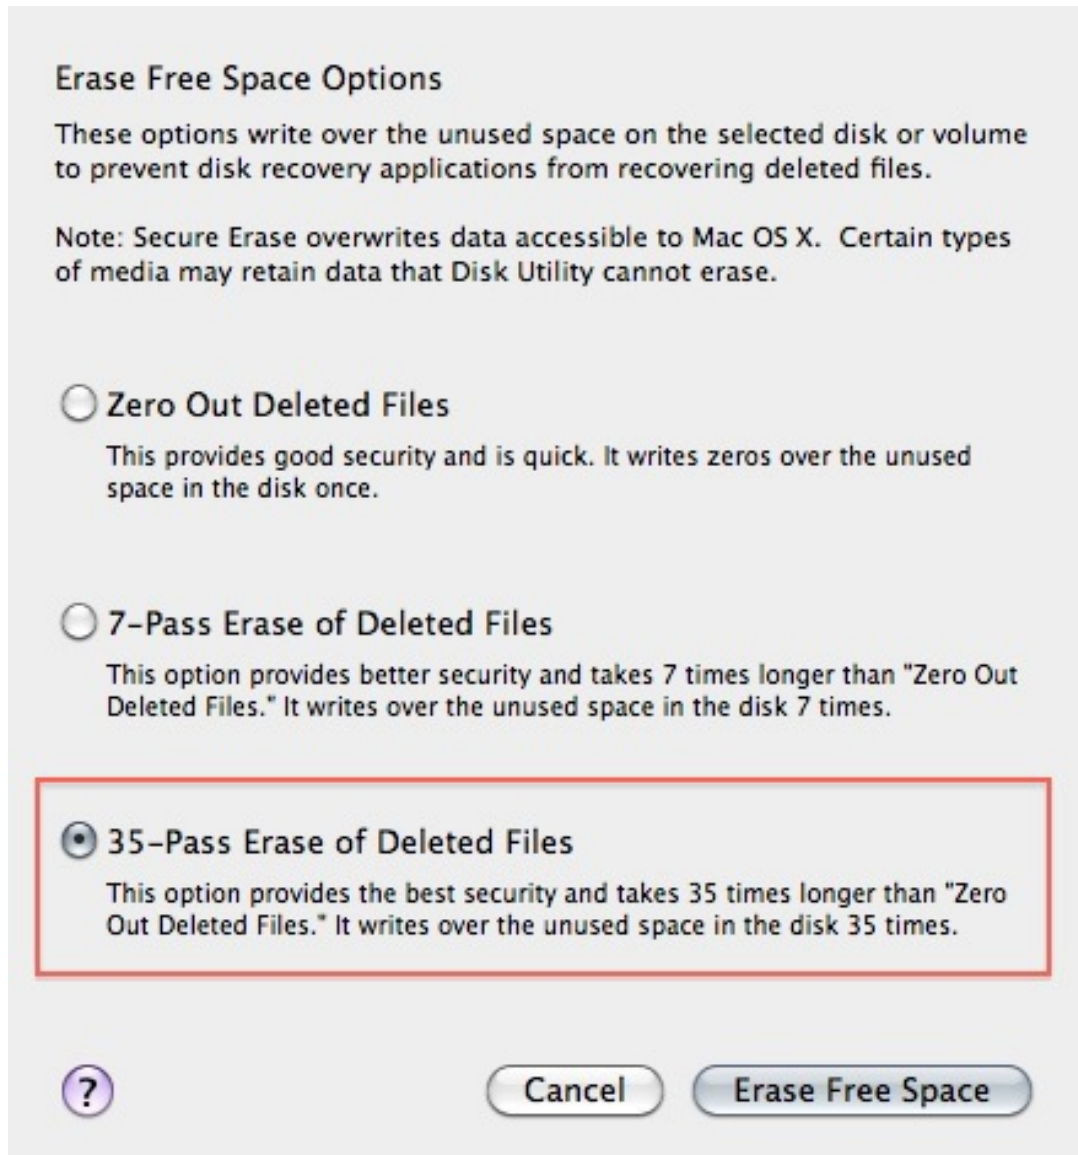 Erase Free Space Options
These options write over the unused space on the selected disk or volume
to prevent disk recovery applications from recovering deleted files.
Note: Secure Erase overwrites data accessible to Mac OS X.  Certain types
of media may retain data that Disk Utility cannot erase.
Zero Out Deleted Files
This provides good security and is quick. It writes zeros over the unused
space in the disk once.
7-Pass Erase of Deleted Files
This option provides better security and takes 7 times longer than "Zero Out
Deleted Files." It writes over the unused space in the disk 7 times.
35-Pass Erase of Deleted Files
This option provides the best security and takes 35 times longer than "Zero
Out Deleted Files." It writes over the unused space in the disk 35 times.
?
Cancel
Erase Free Space